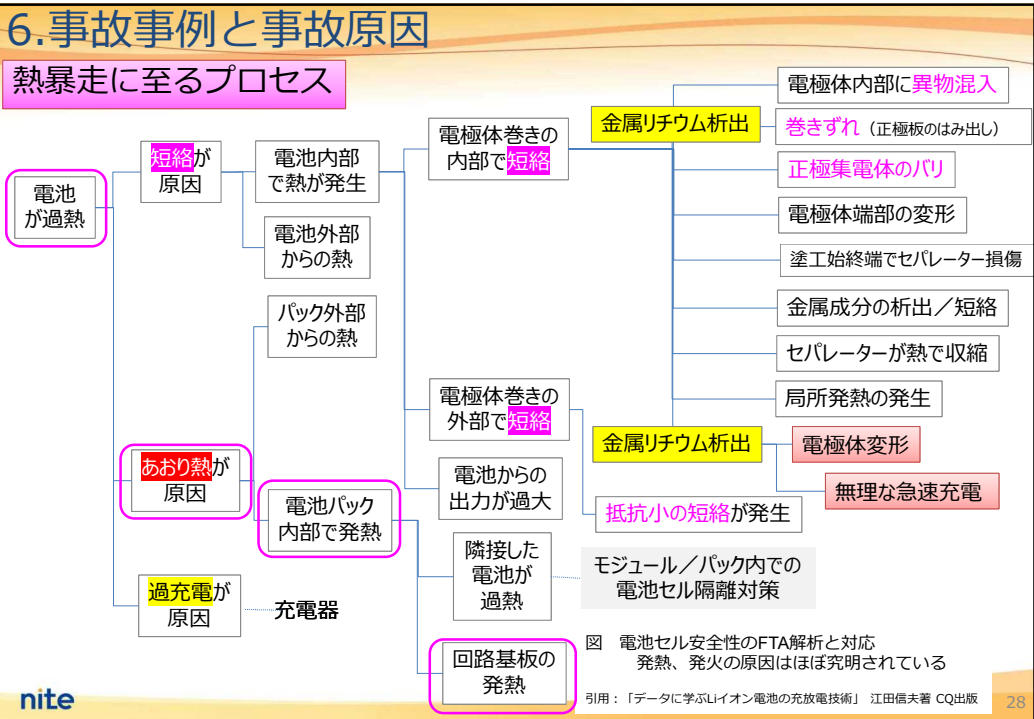 6.事故事例と事故原因
熱暴走に至るプロセス
電池
が過熱
短絡が
原因
あおり熱が
原因
過充電が
原因
充電器
電池内部
で熱が発生
電池外部
からの熱
パック外部
からの熱
電池パック
内部で発熱
電極体巻きの
内部で短絡
電極体巻きの
外部で短絡
電池からの
出力が過大
隣接した
電池が
過熱
回路基板の
発熱
金属リチウム析出
電極体内部に異物混入
巻きずれ（正極板のはみ出し）
正極集電体のバリ
電極体端部の変形
塗工始終端でセパレーター損傷
金属成分の析出／短絡
セパレーターが熱で収縮
局所発熱の発生
金属リチウム析出
電極体変形
無理な急速充電
抵抗小の短絡が発生
モジュール／パック内での
電池セル隔離対策
図　電池セル安全性のFTA解析と対応
発熱、発火の原因はほぼ究明されている
引用：「データに学ぶLiイオン電池の充放電技術」 江田信夫著 CQ出版
nite
28